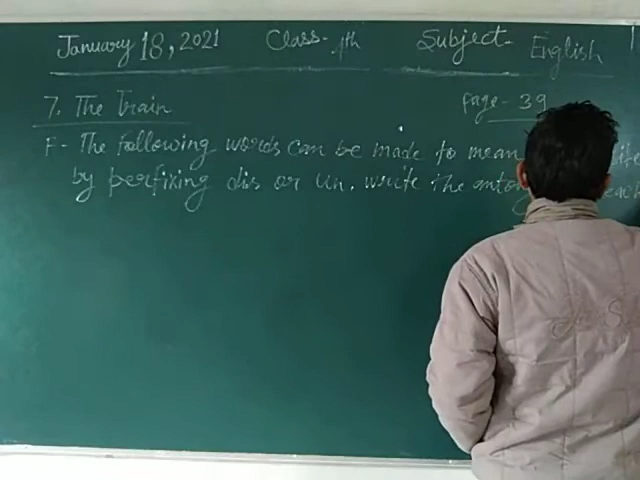 January 18, 2021 Class- 4th Subject- English
7. The Train Page - 39
F- The following words can be made to mean
by perfixing dis or un. write the